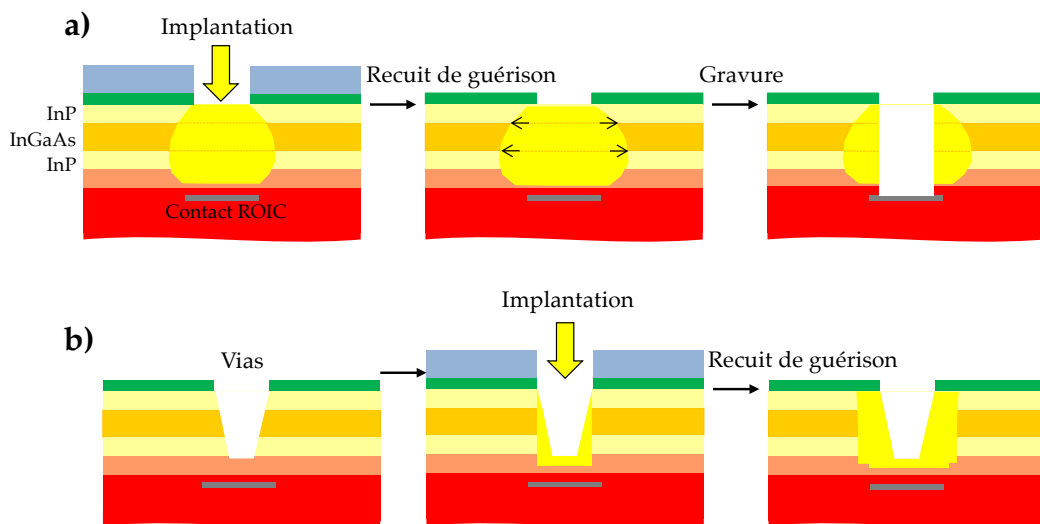 a)
Implantation
Recuit de guérison
Gravure
InP
InGaAs
InP
Contact ROIC
Implantation
b)
Vias
Recuit de guérison